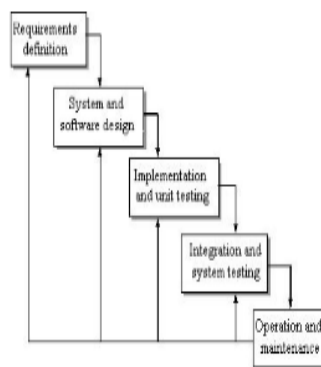 Requirements
definition
System and
software design
Implementation
and unit testing
Integration and
system testing
Operation and
maintenance